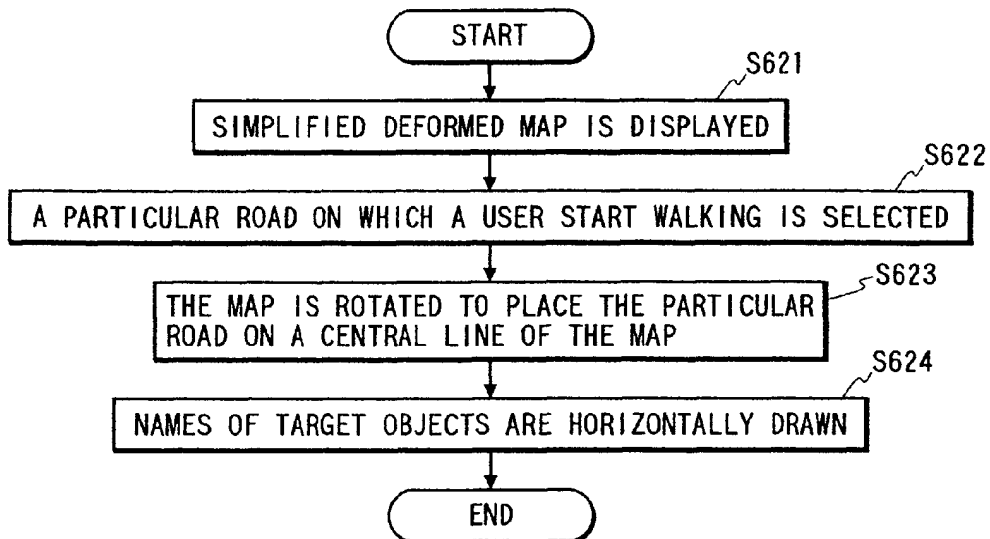 START
S621
SIMPLIFIED DEFORMED MAP IS DISPLAYED
S622
A PARTICULAR ROAD ON WHICH A USER START WALKING IS SELECTED
S623
THE MAP IS ROTATED TO PLACE THE PARTICULAR
ROAD ON A CENTRAL LINE OF THE MAP
S624
NAMES OF TARGET OBJECTS ARE HORIZONTALLY DRAWN
END